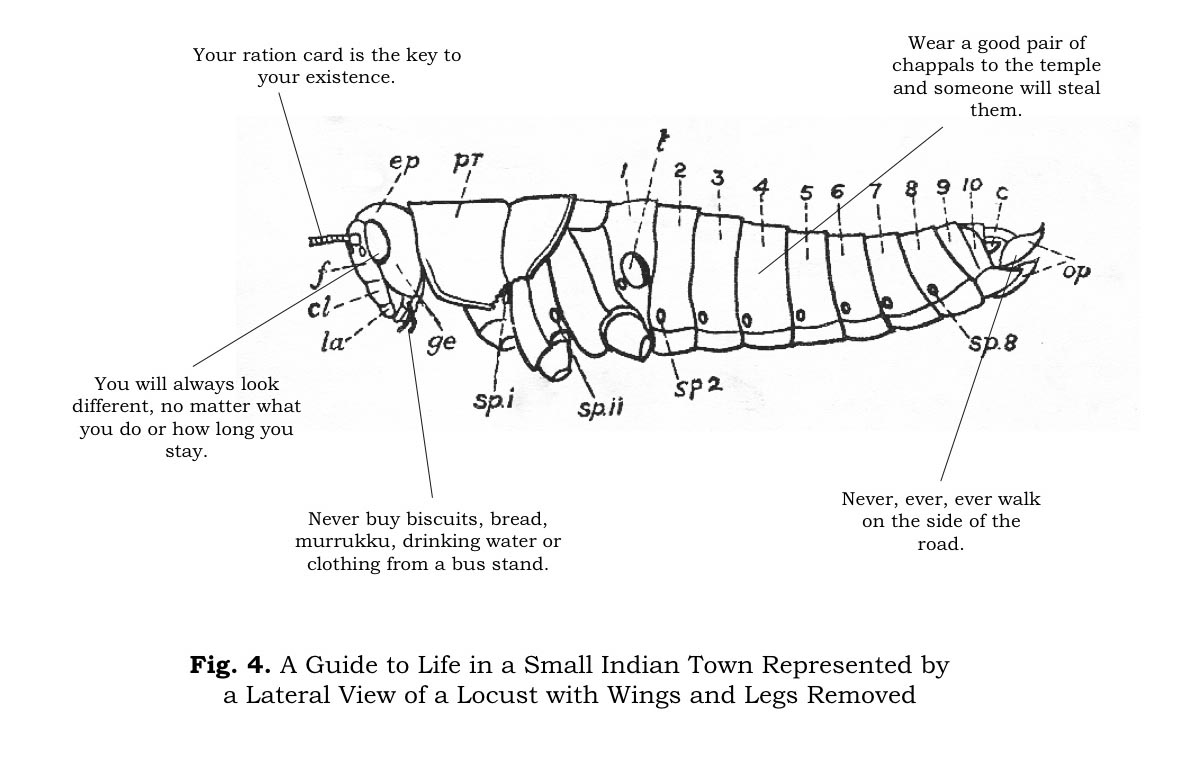 Your ration card is the key to
your existence.
Wear a good pair of
chappals to the temple
and someone will steal
them.
ep
pr
t
1
2
3
4
5
6
7
8
9
10
c
f
cl
la
ge
op
sp.i
sp.ii
sp2
sp.8
You will always look
different, no matter what
you do or how long you
stay.
Never buy biscuits, bread,
murrukku, drinking water or
clothing from a bus stand.
Never, ever, ever walk
on the side of the
road.
Fig. 4. A Guide to Life in a Small Indian Town Represented by
a Lateral View of a Locust with Wings and Legs Removed